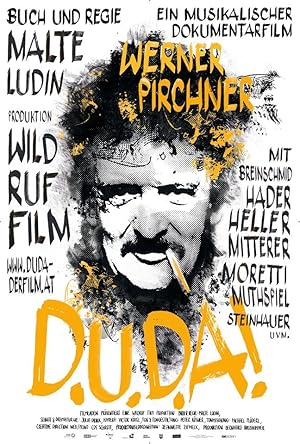 BUCH UND REGIE
MALTE
LUDIN
PRODUKTION
WILD
RUF
FILM
WWW.DUDA-
DERFILM.AT
EIN MUSIKALISCHER
DOKUMENTARFILM
WERNER
PIRCHNER
MIT
BREINSCHMID
HADER
HELLER
MITTERER
MORETTI
MUTHSPIEL
STEINHAUER
U.V.M.
D.U.D.A!